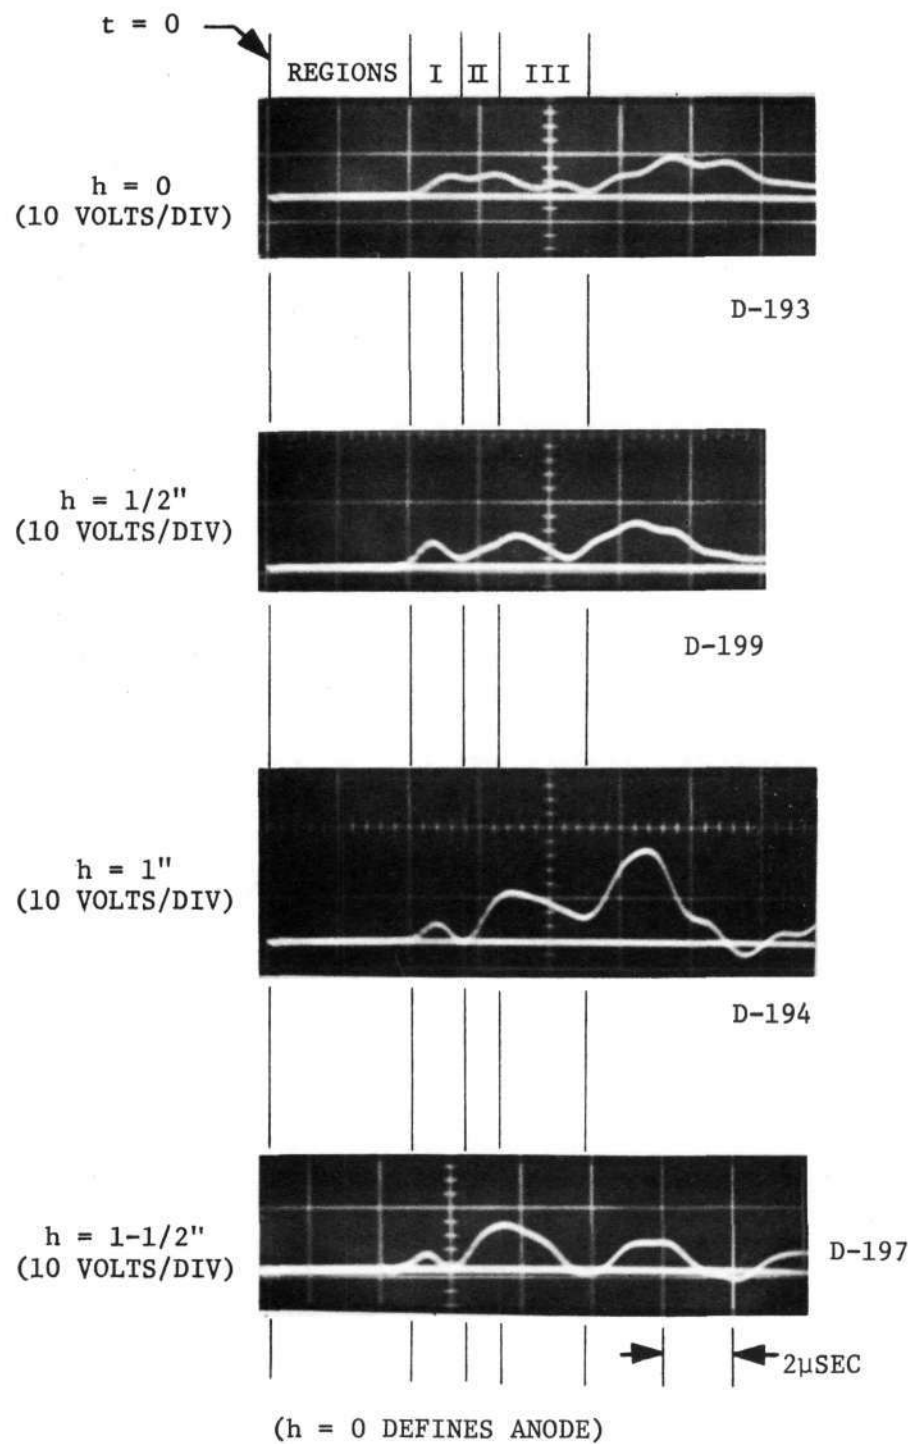 t = 0
REGIONS I II III
h = 0
(10 VOLTS/DIV)
D-193
h = 1/2"
(10 VOLTS/DIV)
D-199
h = 1"
(10 VOLTS/DIV)
D-194
h = 1-1/2"
(10 VOLTS/DIV)
D-197
2μSEC
(h = 0 DEFINES ANODE)